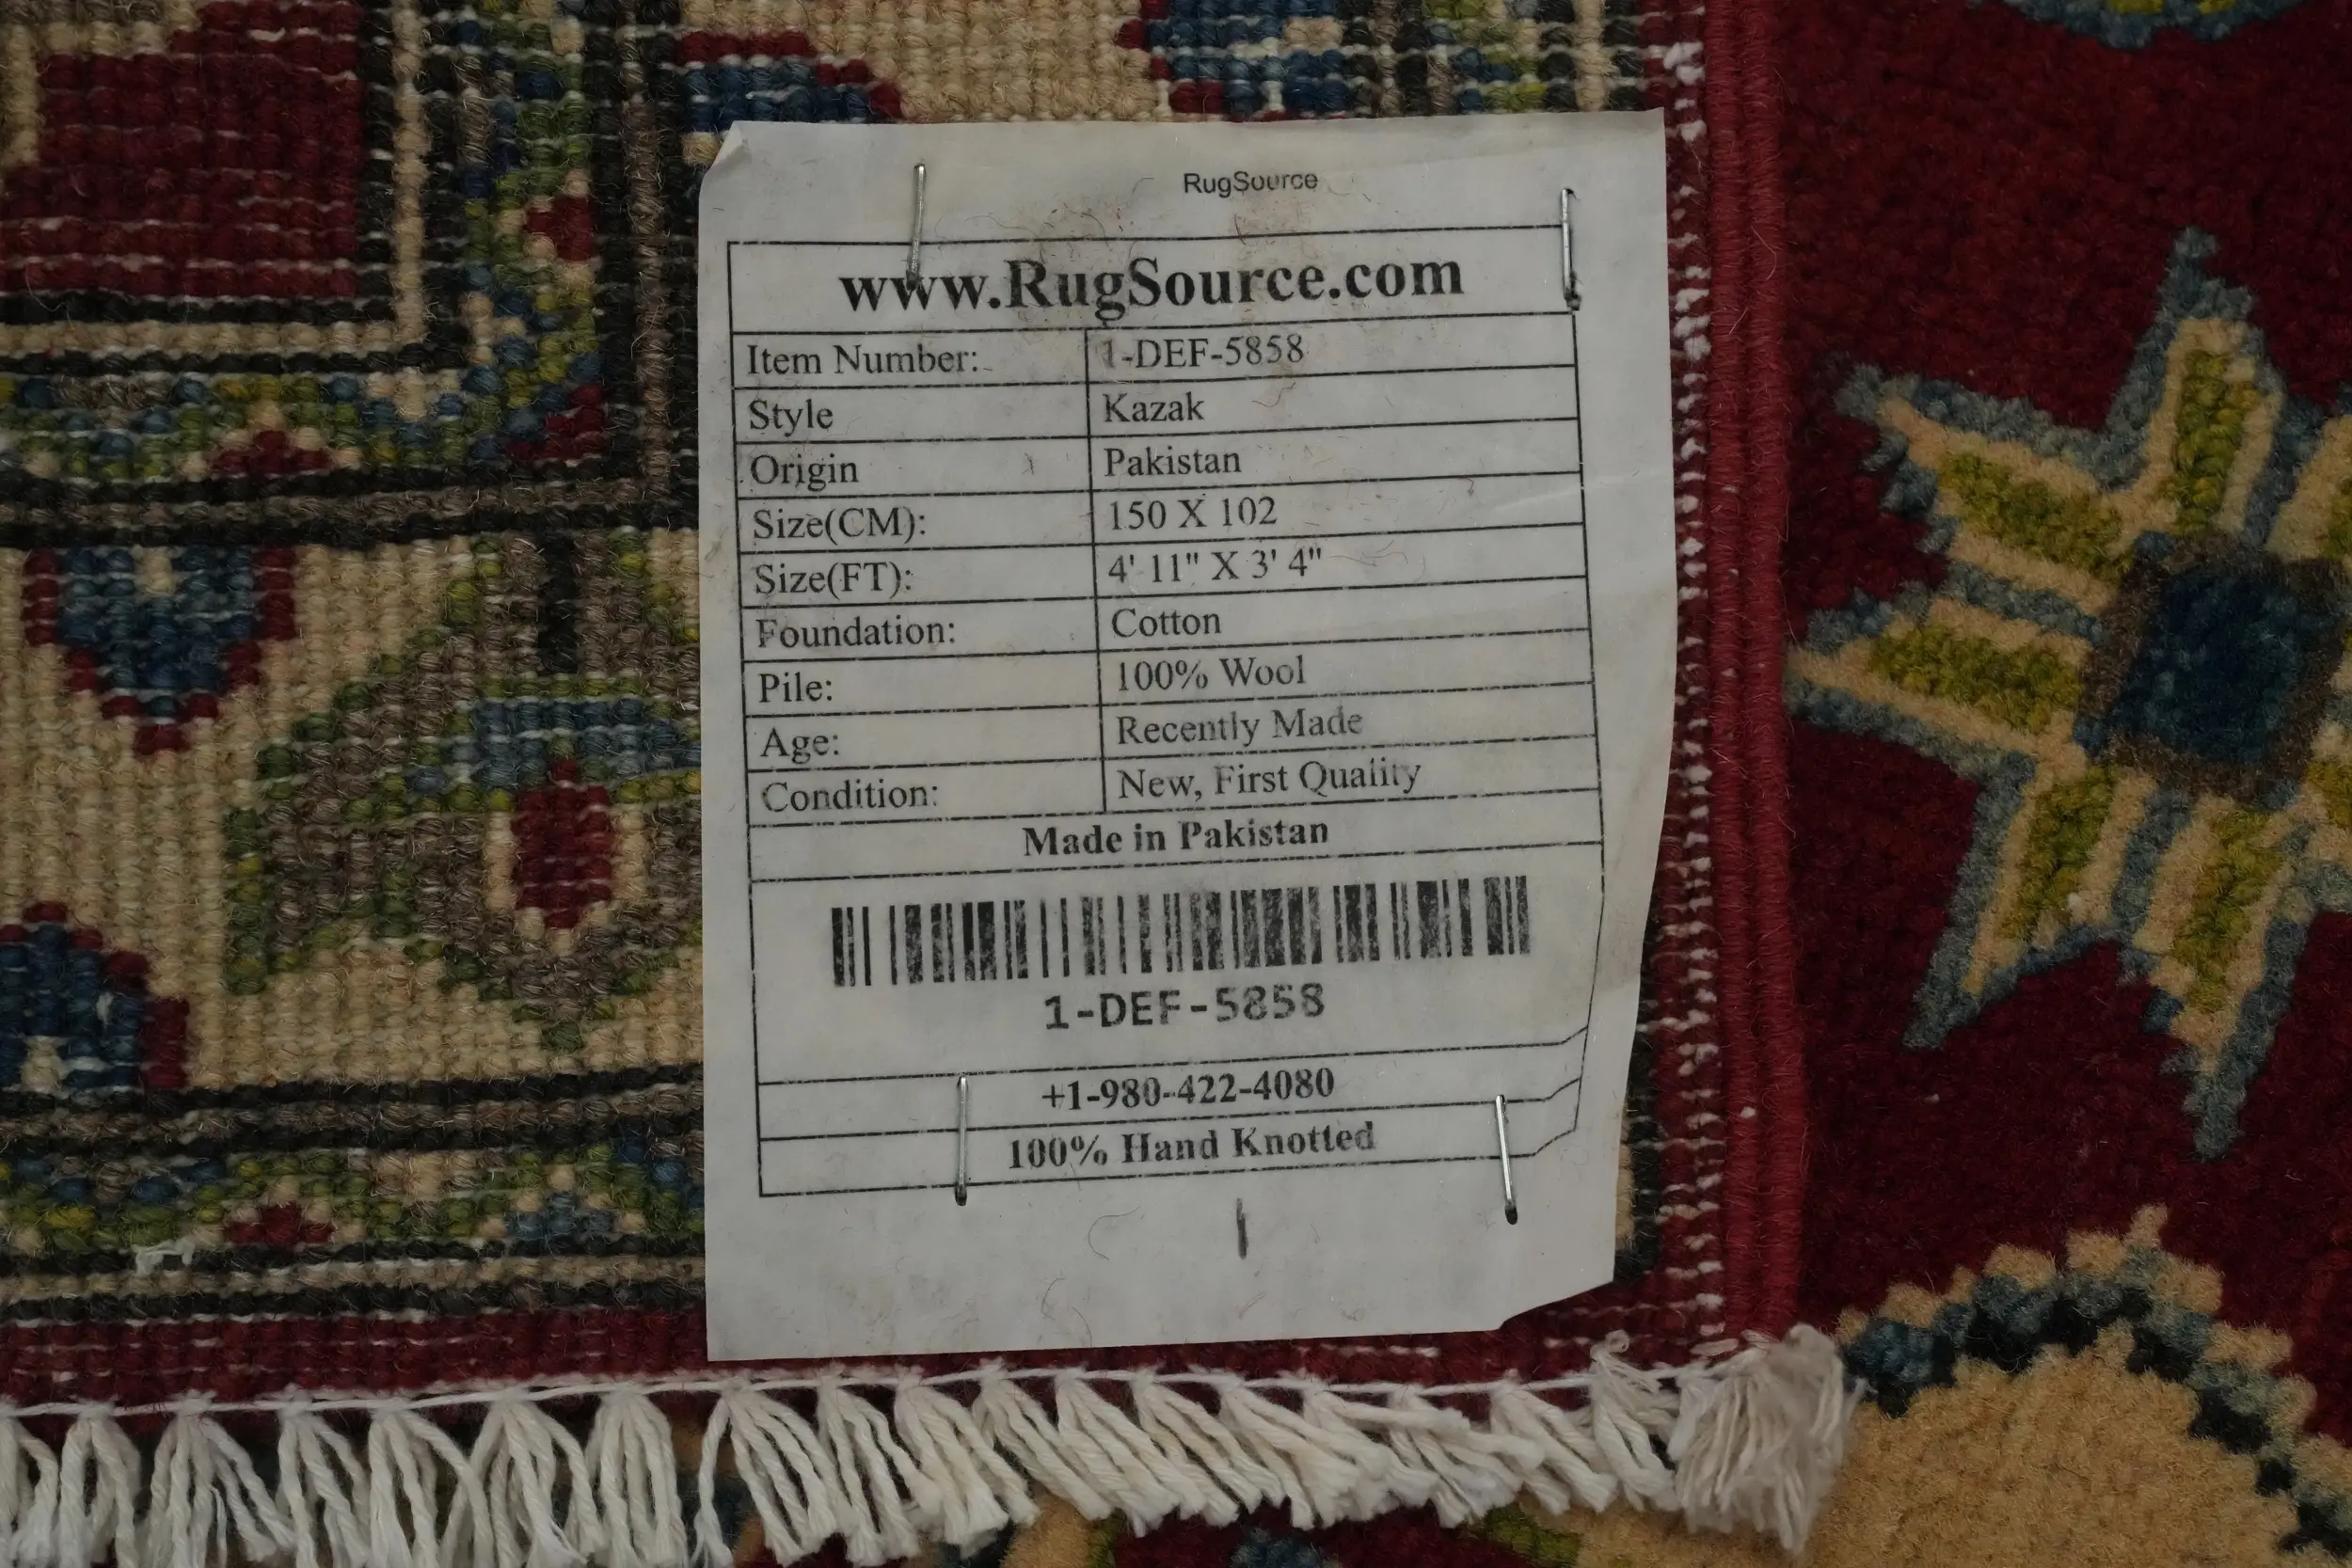 RugSource
www.RugSource.com
Item Number: 1-DEF-5858
Style Kazak
Origin Pakistan
Size(CM): 150 X 102
Size(FT): 4' 11" X 3' 4"
Foundation: Cotton
Pile: 100% Wool
Age: Recently Made
Condition: New, First Quality
Made in Pakistan
1-DEF-5858
+1-980-422-4080
100% Hand Knotted